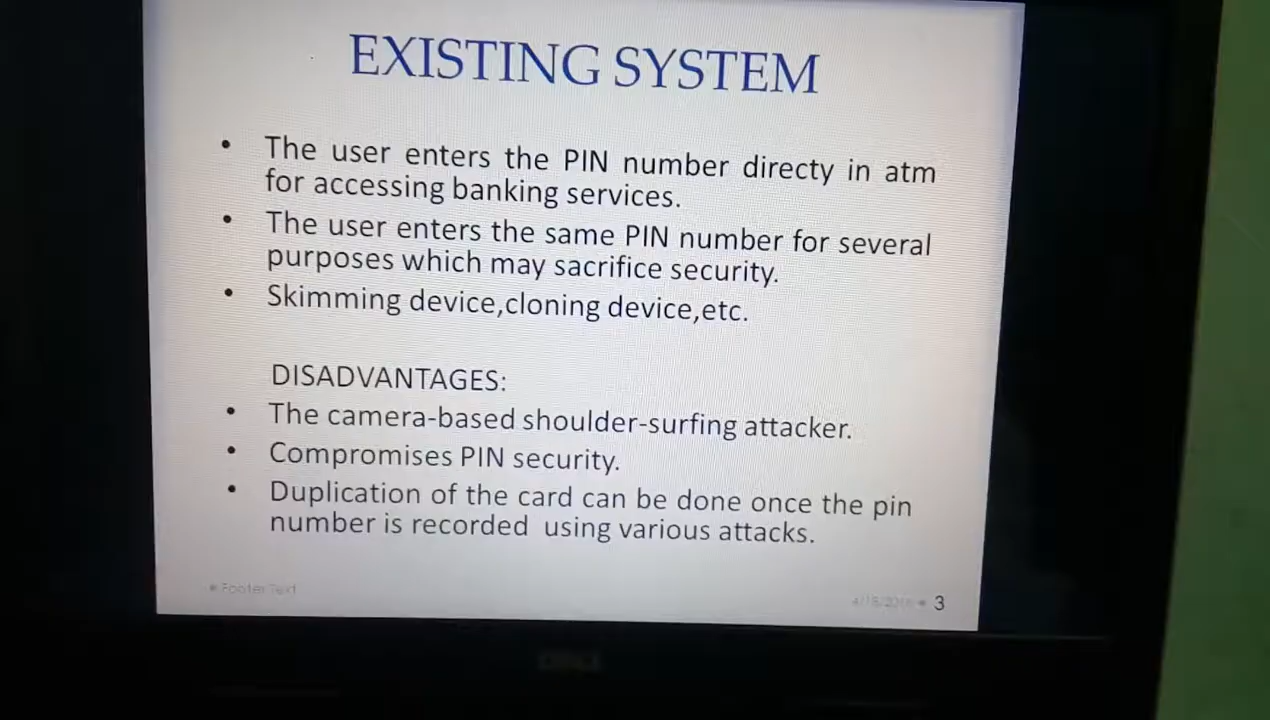 EXISTING SYSTEM
• The user enters the PIN number directy in atm
for accessing banking services.
• The user enters the same PIN number for several
purposes which may sacrifice security.
• Skimming device,cloning device,etc.
DISADVANTAGES:
• The camera-based shoulder-surfing attacker.
• Compromises PIN security.
• Duplication of the card can be done once the pin
number is recorded using various attacks.
Footer Text
3